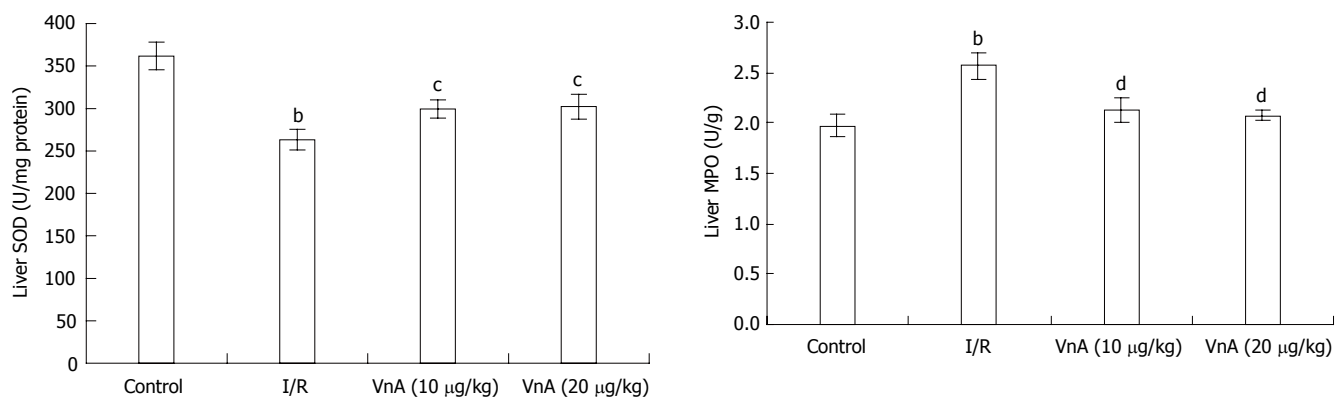 Liver SOD (U/mg protein)
400
350
300
250
200
150
100
50
0
b
c
c
Control
I/R
VnA (10 μg/kg)
VnA (20 μg/kg)
Liver MPO (U/g)
3.0
2.5
2.0
1.5
1.0
0.5
0.0
b
d
d
Control
I/R
VnA (10 μg/kg)
VnA (20 μg/kg)